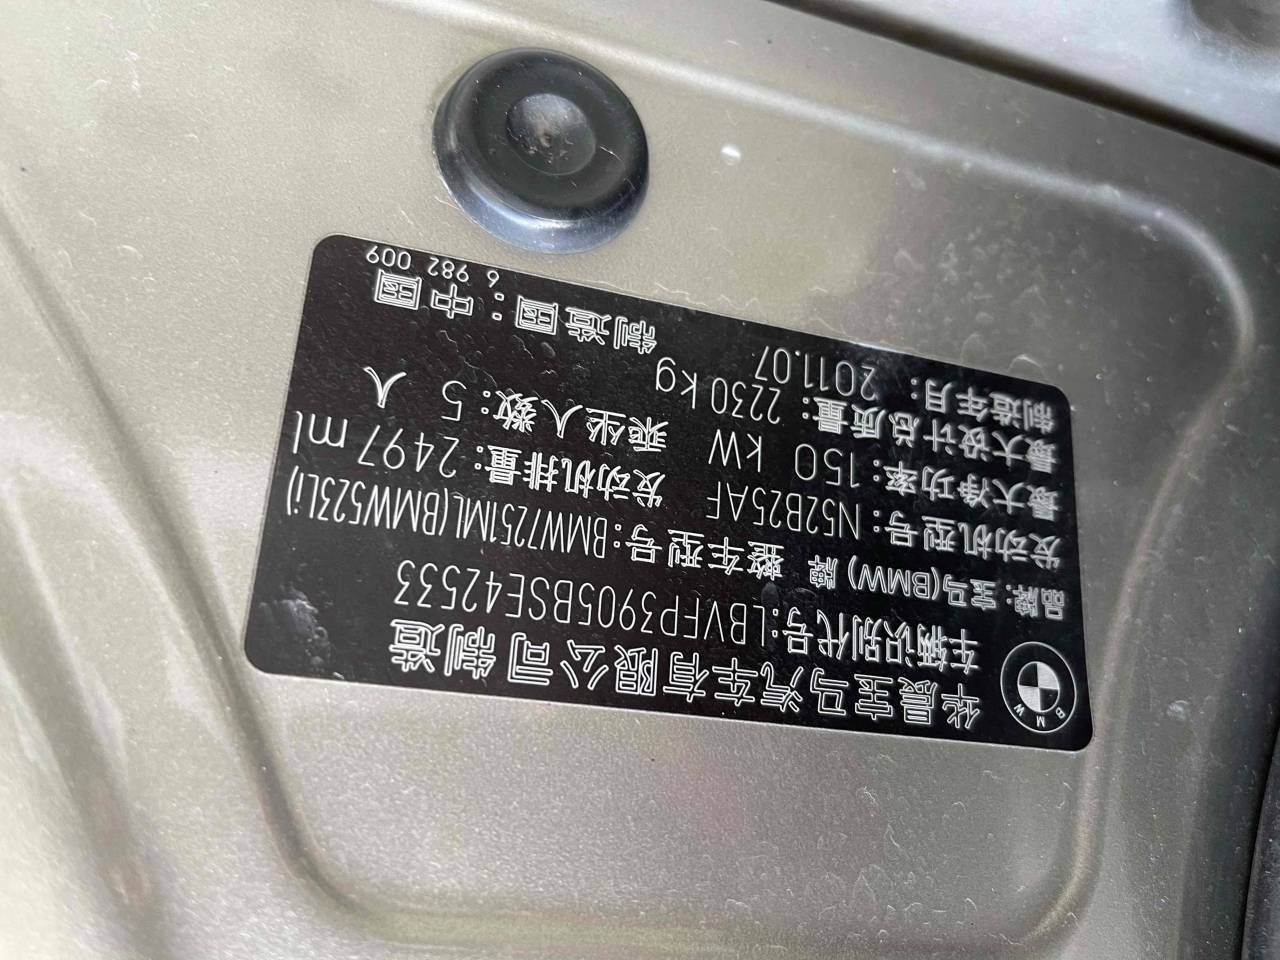 华晨宝马汽车有限公司 制造
车辆识别代号:LBVFP3905BSE42533
品牌:宝马(BMW)牌 整车型号:BMW7251ML(BMW523Li)
发动机型号:N52B25AF 发动机排量:2497 ml
最大净功率:150 kW 乘坐人数:5 人
最大设计总质量:2230 kg
制造年月:2011.07 制造国:中国
6 982 009
BMW